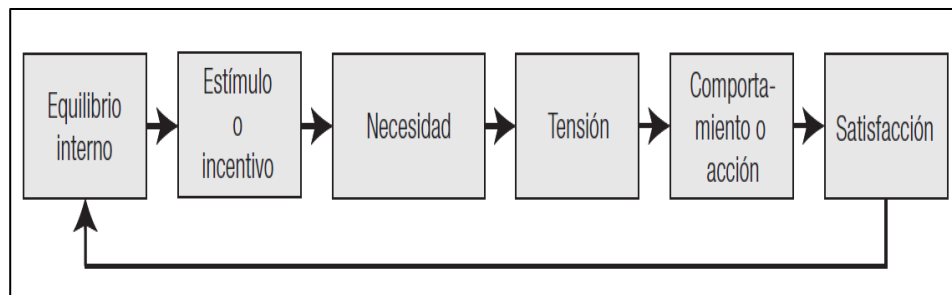 Equilibrio
interno
Estímulo
o
incentivo
Necesidad
Tensión
Comporta-
miento o
acción
Satisfacción